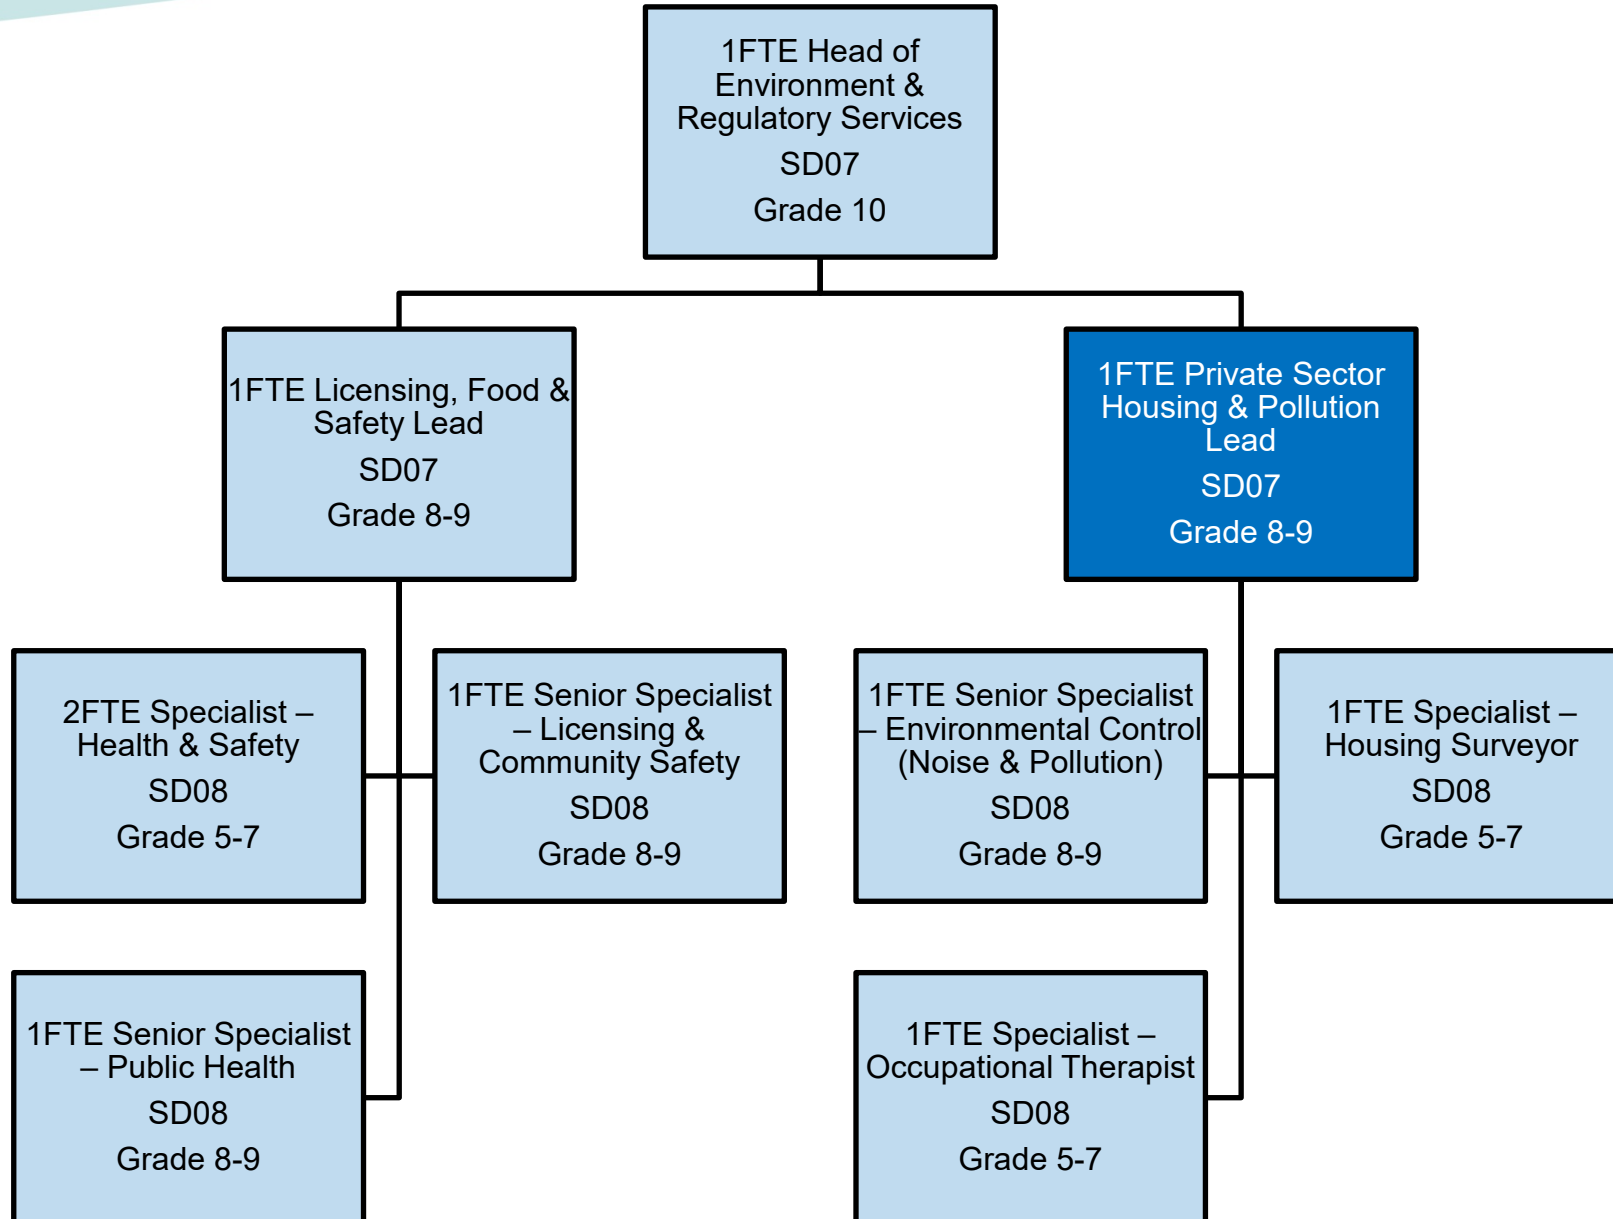 1FTE Head of
Environment &
Regulatory Services
SD07
Grade 10
1FTE Licensing, Food &
Safety Lead
SD07
Grade 8-9
1FTE Private Sector
Housing & Pollution
Lead
SD07
Grade 8-9
2FTE Specialist –
Health & Safety
SD08
Grade 5-7
1FTE Senior Specialist
– Licensing &
Community Safety
SD08
Grade 8-9
1FTE Senior Specialist
– Environmental Control
(Noise & Pollution)
SD08
Grade 8-9
1FTE Specialist –
Housing Surveyor
SD08
Grade 5-7
1FTE Senior Specialist
– Public Health
SD08
Grade 8-9
1FTE Specialist –
Occupational Therapist
SD08
Grade 5-7